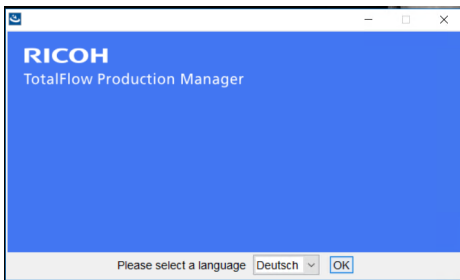 RICOH
TotalFlow Production Manager
Please select a language Deutsch OK